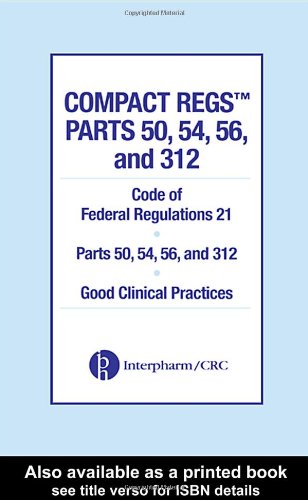 COMPACT REGS™
PARTS 50, 54, 56,
and 312
Code of
Federal Regulations 21
•
Parts 50, 54, 56, and 312
•
Good Clinical Practices
iph Interpharm/CRC
Also available as a printed book
see title verso for ISBN details